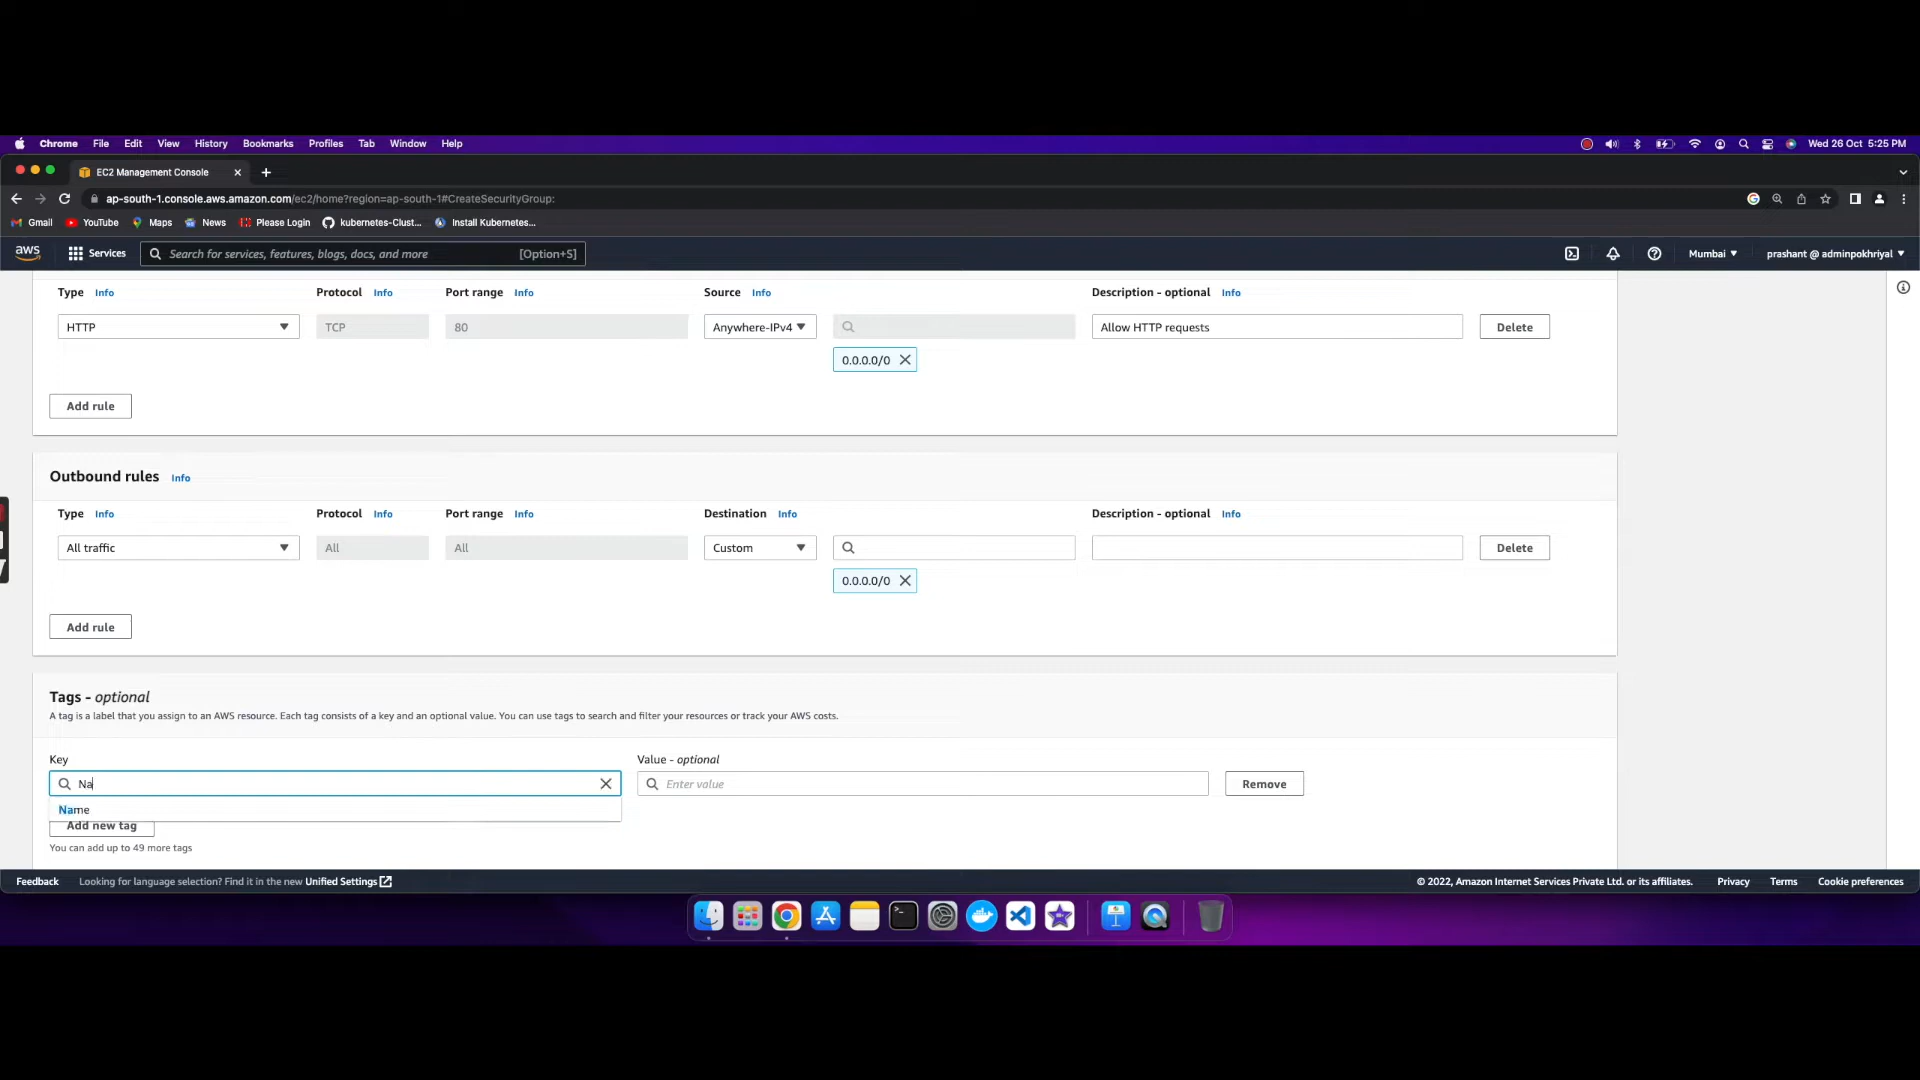 Chrome File Edit View History Bookmarks Profiles Tab Window Help Wed 26 Oct 5:25 PM
EC2 Management Console
ap-south-1.console.aws.amazon.com/ec2/home?region=ap-south-1#CreateSecurityGroup:
Gmail YouTube Maps News Please Login kubernetes-Clust... Install Kubernetes...
aws Services Search for services, features, blogs, docs, and more [Option+S] Mumbai prashant @ adminpokhriyal
Type Info Protocol Info Port range Info Source Info Description - optional Info
HTTP TCP 80 Anywhere-IPv4 Allow HTTP requests Delete
0.0.0.0/0
Add rule
Outbound rules Info
Type Info Protocol Info Port range Info Destination Info Description - optional Info
All traffic All All Custom Delete
0.0.0.0/0
Add rule
Tags - optional
A tag is a label that you assign to an AWS resource. Each tag consists of a key and an optional value. You can use tags to search and filter your resources or track your AWS costs.
Key Value - optional
Na Enter value Remove
Name
Add new tag
You can add up to 49 more tags
Feedback Looking for language selection? Find it in the new Unified Settings © 2022, Amazon Internet Services Private Ltd. or its affiliates. Privacy Terms Cookie preferences